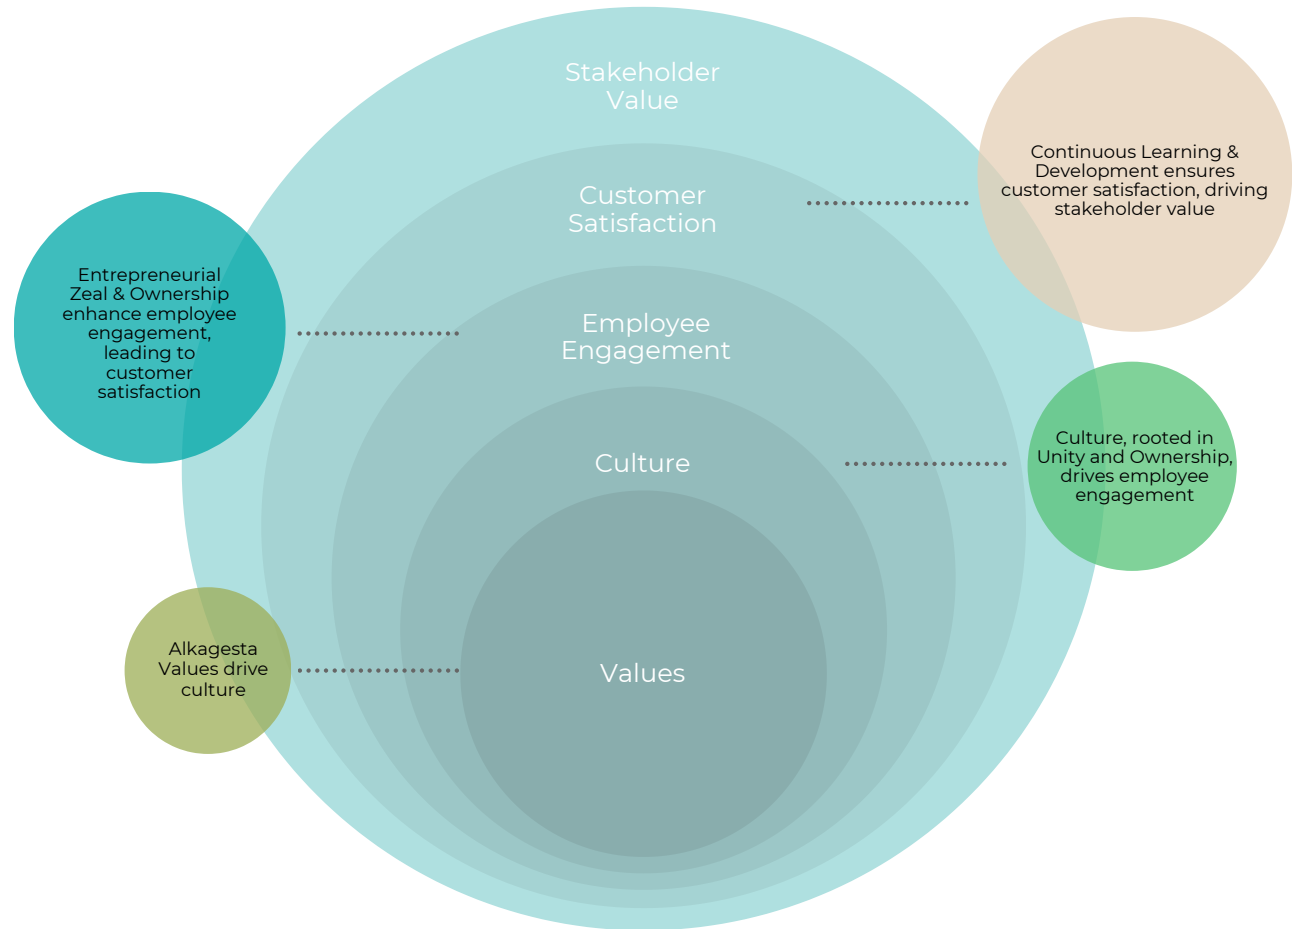 Stakeholder
Value
Continuous Learning &
Development ensures
customer satisfaction, driving
stakeholder value
Customer
Satisfaction
Entrepreneurial
Zeal & Ownership
enhance employee
engagement,
leading to
customer
satisfaction
Employee
Engagement
Culture
Culture, rooted in
Unity and Ownership,
drives employee
engagement
Alkagesta
Values drive
culture
Values